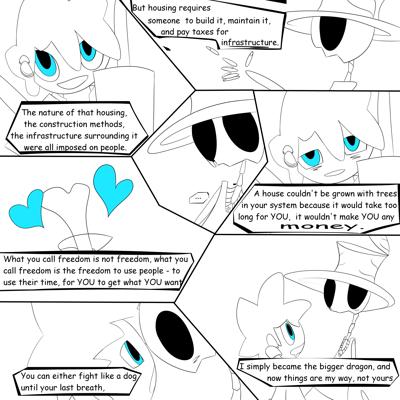 But housing requires
someone to build it, maintain it,
and pay taxes for
infrastructure.
The nature of that housing,
the construction methods,
the infrastructure surrounding it
were all imposed on people.
A house couldn't be grown with trees
in your system because it would take too
long for YOU, it wouldn't make YOU any
money.
What you call freedom is not freedom, what you
call freedom is the freedom to use people - to
use their time, for YOU to get what YOU want
I simply became the bigger dragon, and
now things are my way, not yours
You can either fight like a dog
until your last breath,